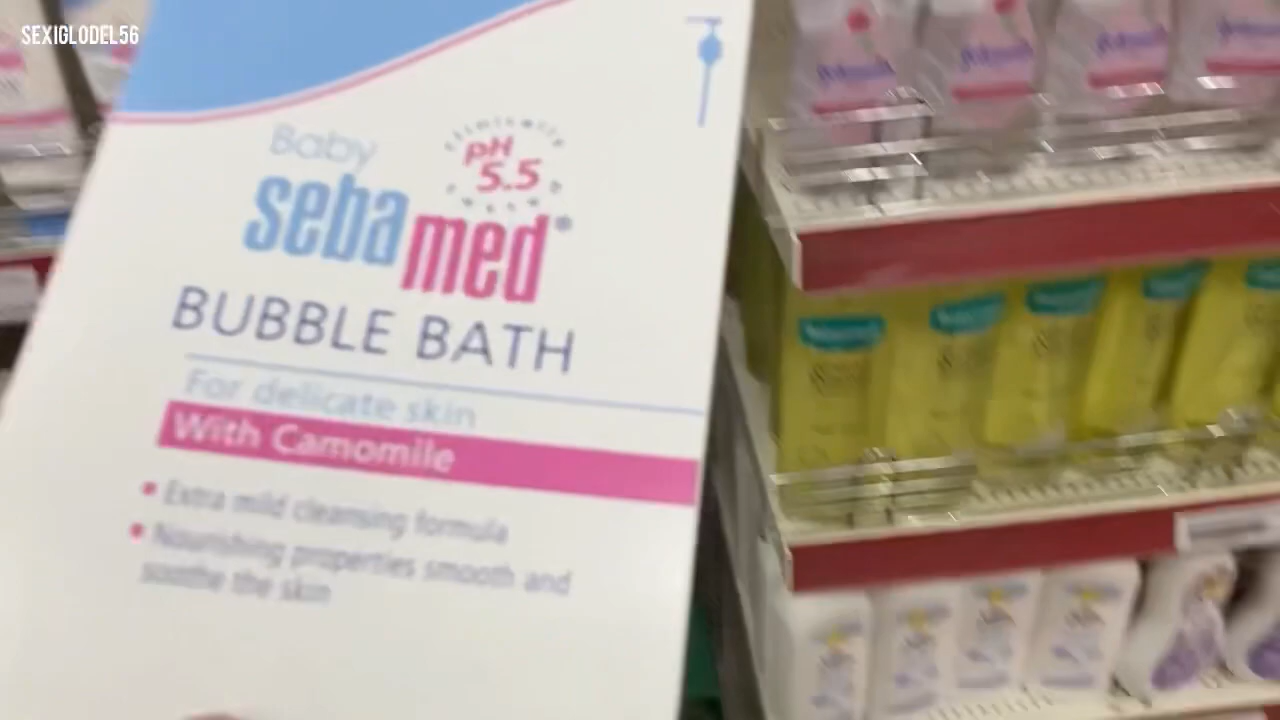 SEXIGLODEL56
Baby
pH
5.5
sebamed®
BUBBLE BATH
For delicate skin
With Camomile
• Extra mild cleansing formula
• Nourishing properties smooth and
soothe the skin